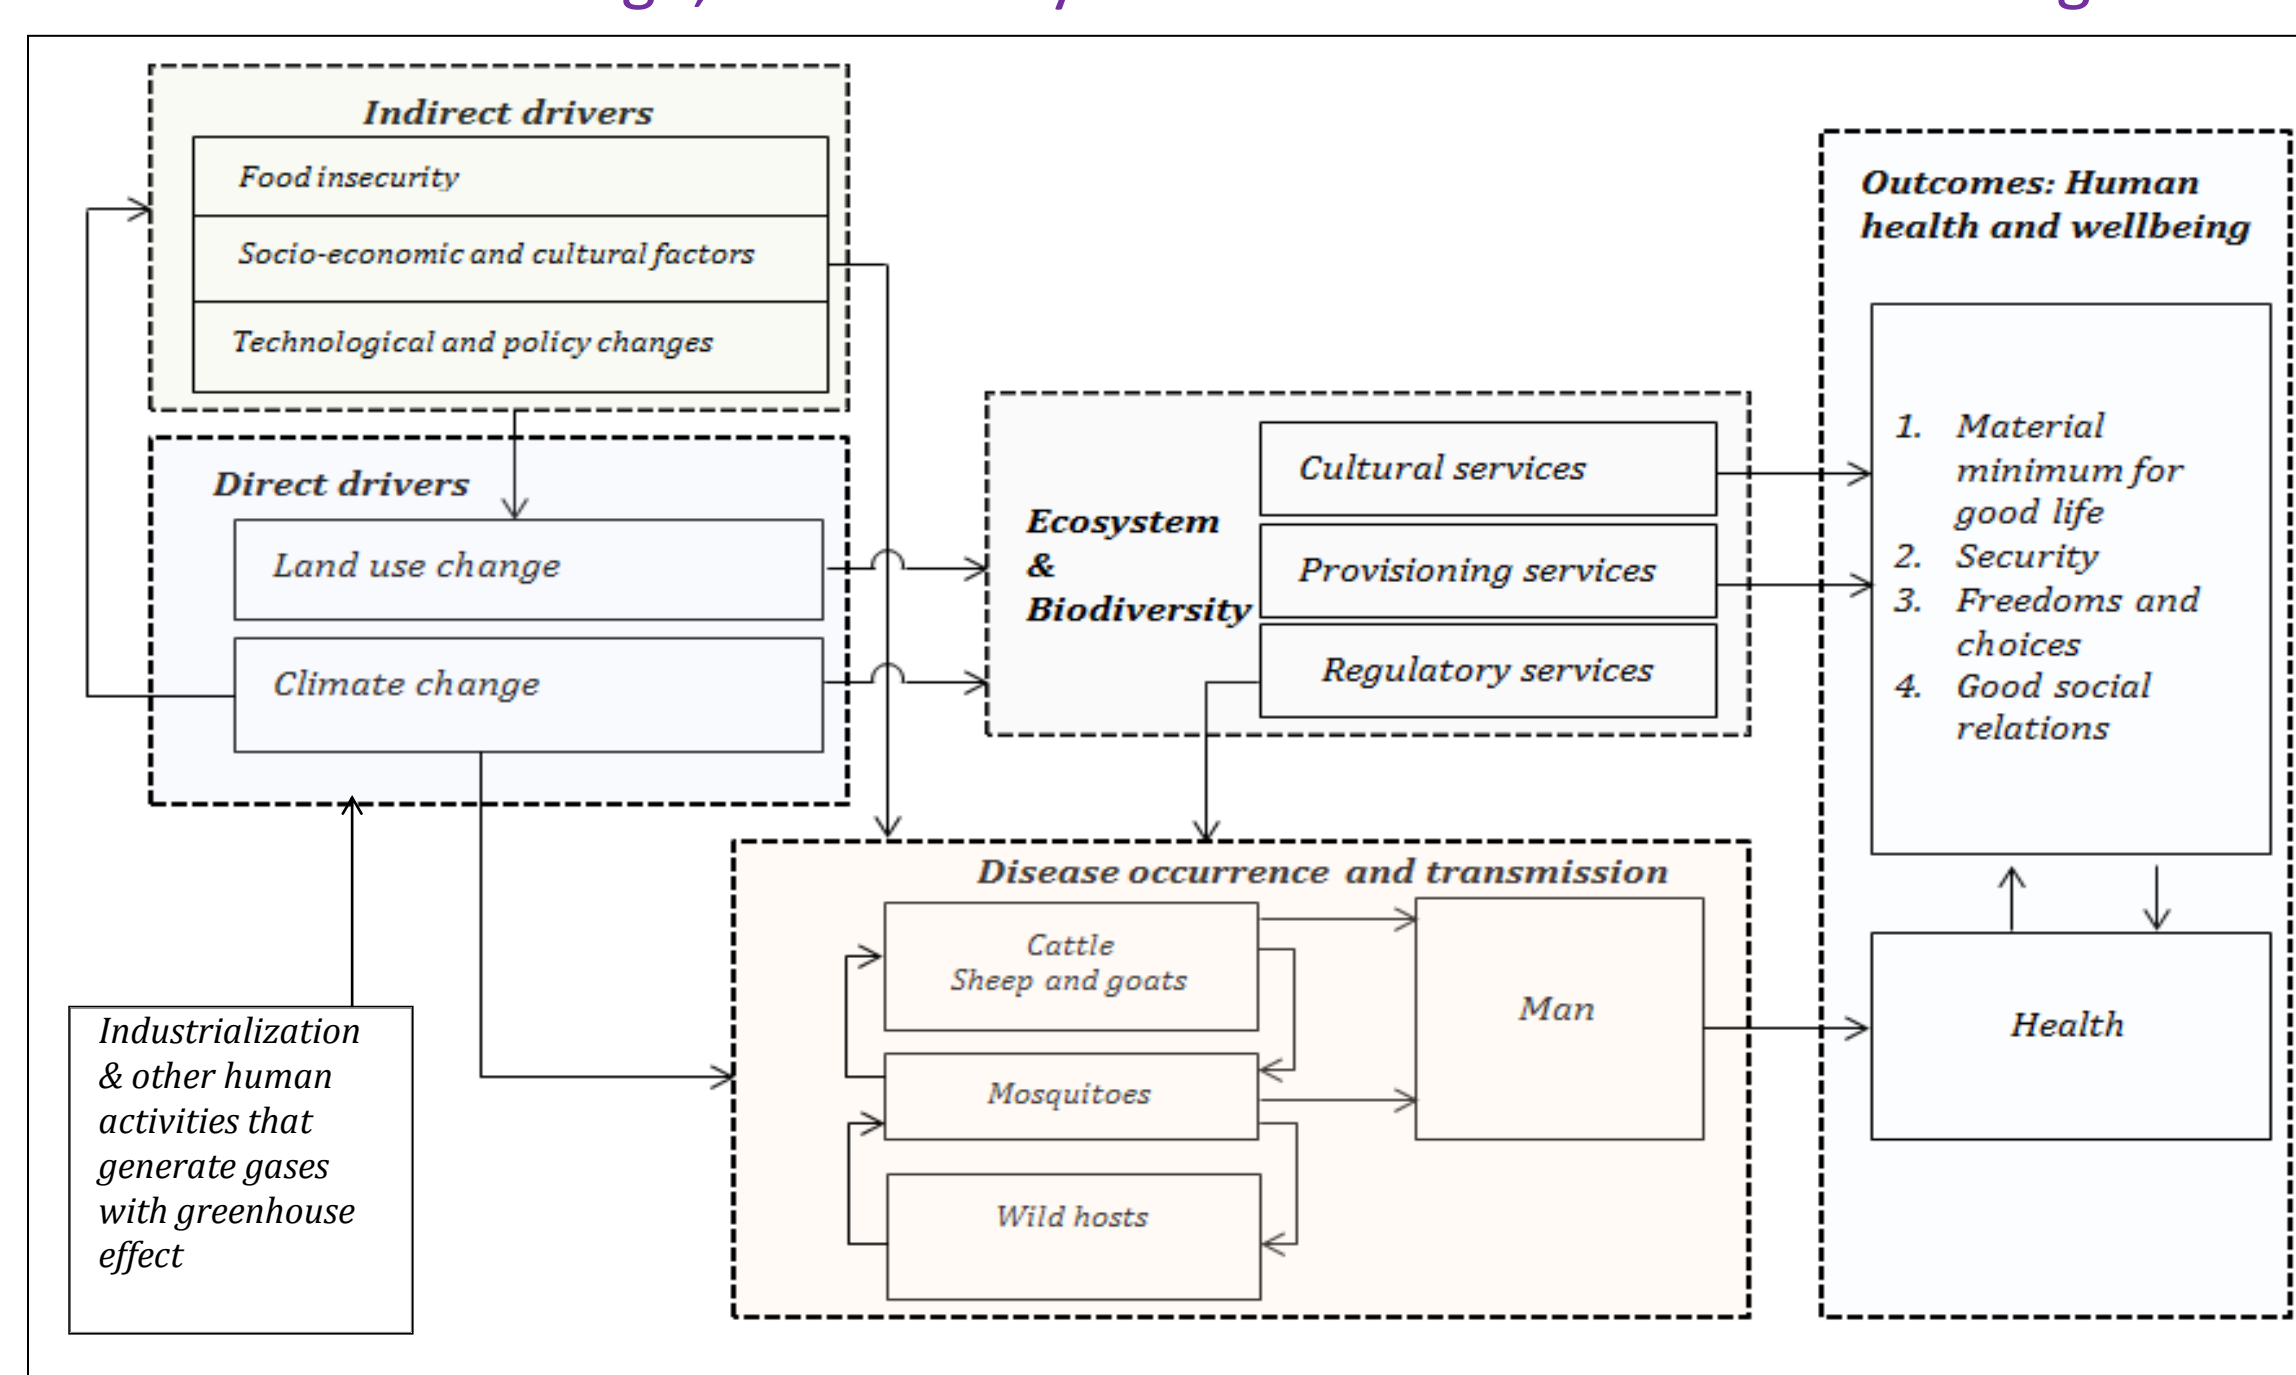 Indirect drivers
Food insecurity
Socio-economic and cultural factors
Technological and policy changes
Direct drivers
Land use change
Climate change
Industrialization
& other human
activities that
generate gases
with greenhouse
effect
Ecosystem
&
Biodiversity
Cultural services
Provisioning services
Regulatory services
Disease occurrence and transmission
Cattle
Sheep and goats
Mosquitoes
Wild hosts
Man
Outcomes: Human
health and wellbeing
1. Material
minimum for
good life
2. Security
3. Freedoms and
choices
4. Good social
relations
Health